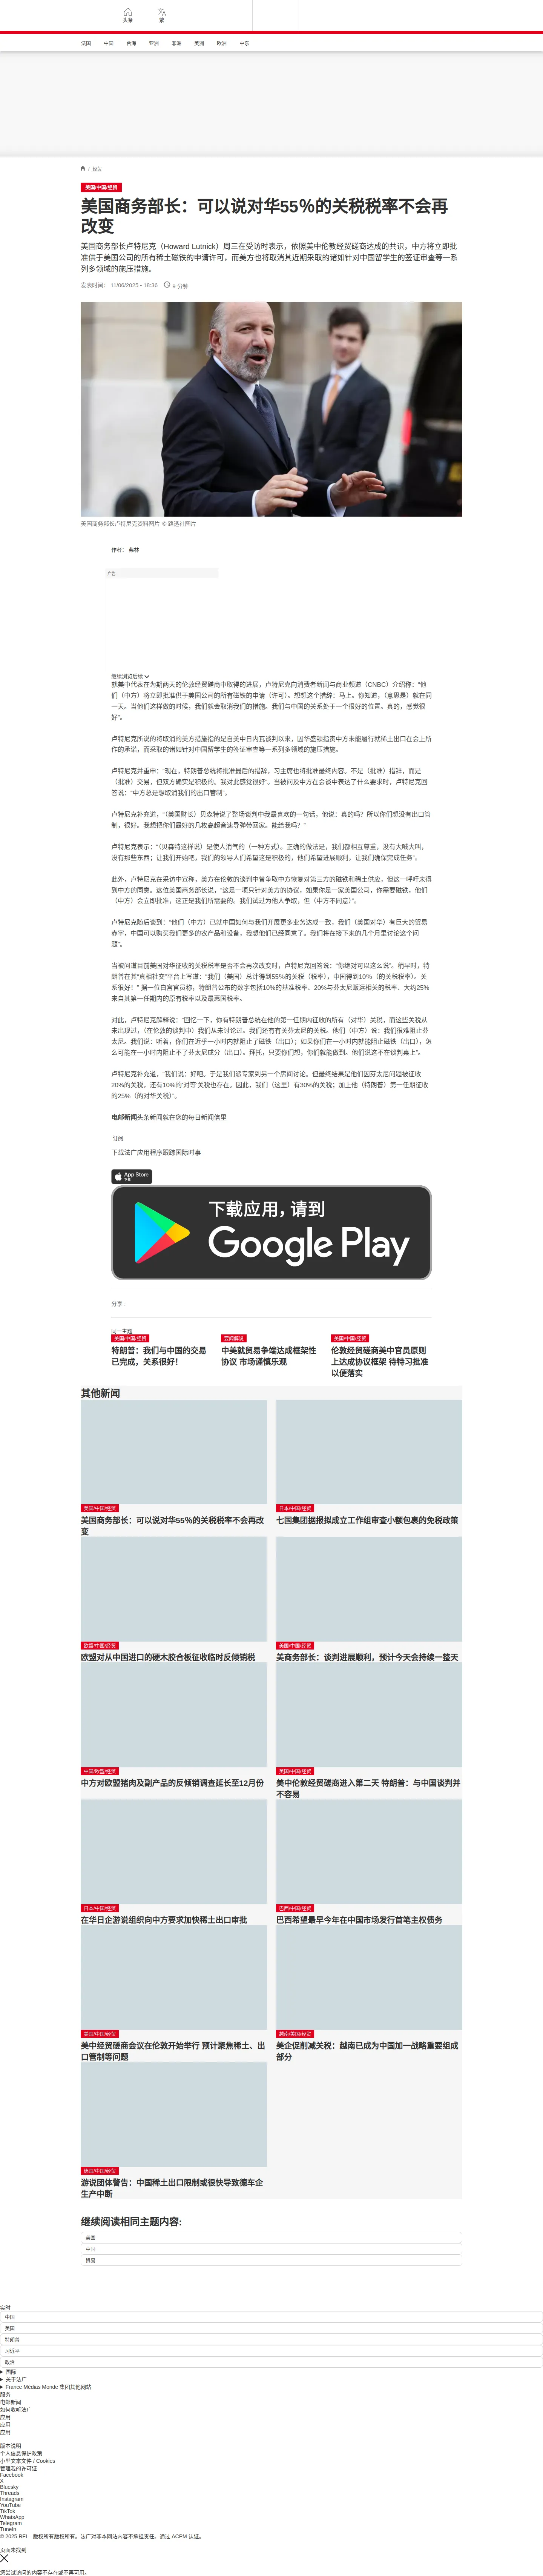 头条
繁
法国
中国
台海
亚洲
非洲
美洲
欧洲
中东
/ 经贸
美国/中国/经贸
美国商务部长：可以说对华55％的关税税率不会再
改变
美国商务部长卢特尼克（Howard Lutnick）周三在受访时表示，依照美中伦敦经贸磋商达成的共识，中方将立即批
准供于美国公司的所有稀土磁铁的申请许可，而美方也将取消其近期采取的诸如针对中国留学生的签证审查等一系
列多领域的施压措施。
发表时间： 11/06/2025 - 18:36
9 分钟
美国商务部长卢特尼克资料图片 © 路透社图片
作者： 弗林
广告
继续浏览后续
就美中代表在为期两天的伦敦经贸磋商中取得的进展，卢特尼克向消费者新闻与商业频道（CNBC）介绍称：“他
们（中方）将立即批准供于美国公司的所有磁铁的申请（许可）。想想这个措辞：马上。你知道，（意思是）就在同
一天。当他们这样做的时候，我们就会取消我们的措施。我们与中国的关系处于一个很好的位置。真的，感觉很
好”。
卢特尼克所说的将取消的美方措施指的是自美中日内瓦谈判以来，因华盛顿指责中方未能履行就稀土出口在会上所
作的承诺，而采取的诸如针对中国留学生的签证审查等一系列多领域的施压措施。
卢特尼克并重申：“现在，特朗普总统将批准最后的措辞，习主席也将批准最终内容。不是（批准）措辞，而是
（批准）交易，但双方确实是积极的。我对此感觉很好”。当被问及中方在会谈中表达了什么要求时，卢特尼克回
答说：“中方总是想取消我们的出口管制”。
卢特尼克补充道，“（美国财长）贝森特说了整场谈判中我最喜欢的一句话，他说：真的吗？所以你们想没有出口管
制，很好。我想把你们最好的几枚高超音速导弹带回家。能给我吗？”
卢特尼克表示：“（贝森特这样说）是使人消气的（一种方式）。正确的做法是，我们都相互尊重，没有大喊大叫，
没有那些东西；让我们开始吧，我们的领导人们希望这是积极的，他们希望进展顺利，让我们确保完成任务”。
此外，卢特尼克在采访中宣称，美方在伦敦的谈判中曾争取中方恢复对第三方的磁铁和稀土供应，但这一呼吁未得
到中方的同意。这位美国商务部长说，“这是一项只针对美方的协议，如果你是一家美国公司，你需要磁铁，他们
（中方）会立即批准，这正是我们所需要的。我们试过为他人争取，但（中方不同意）”。
卢特尼克随后谈到：“他们（中方）已就中国如何与我们开展更多业务达成一致，我们（美国对华）有巨大的贸易
赤字，中国可以购买我们更多的农产品和设备，我想他们已经同意了。我们将在接下来的几个月里讨论这个问
题”。
当被问道目前美国对华征收的关税税率是否不会再次改变时，卢特尼克回答说：“你绝对可以这么说”。稍早时，特
朗普在其“真相社交”平台上写道：“我们（美国）总计得到55%的关税（税率），中国得到10%（的关税税率）。关
系很好！” 据一位白宫官员称，特朗普公布的数字包括10%的基准税率、20%与芬太尼贩运相关的税率、大约25%
来自其第一任期内的原有税率以及最惠国税率。
对此，卢特尼克解释说：“回忆一下，你有特朗普总统在他的第一任期内征收的所有（对华）关税，而这些关税从
未出现过，（在伦敦的谈判中）我们从未讨论过。我们还有有关芬太尼的关税。他们（中方）说：我们很难阻止芬
太尼。我们说：听着，你们在近乎一小时内就阻止了磁铁（出口）；如果你们在一小时内就能阻止磁铁（出口），怎
么可能在一小时内阻止不了芬太尼成分（出口），拜托，只要你们想，你们就能做到。他们说这不在谈判桌上”。
卢特尼克补充道，“我们说：好吧。于是我们派专家到另一个房间讨论。但最终结果是他们因芬太尼问题被征收
20%的关税，还有10%的‘对等’关税也存在。因此，我们（这里）有30%的关税；加上他（特朗普）第一任期征收
的25%（的对华关税）”。
电邮新闻头条新闻就在您的每日新闻信里
订阅
下载法广应用程序跟踪国际时事
App Store
下载
下载应用，请到
Google Play
分享 :
同一主题
美国/中国/经贸
特朗普：我们与中国的交易
已完成，关系很好！
要闻解说
中美就贸易争端达成框架性
协议 市场谨慎乐观
美国/中国/经贸
伦敦经贸磋商美中官员原则
上达成协议框架 待特习批准
以便落实
其他新闻
美国/中国/经贸
美国商务部长：可以说对华55％的关税税率不会再改
变
日本/中国/经贸
七国集团据报拟成立工作组审查小额包裹的免税政策
欧盟/中国/经贸
欧盟对从中国进口的硬木胶合板征收临时反倾销税
美国/中国/经贸
美商务部长：谈判进展顺利，预计今天会持续一整天
中国/欧盟/经贸
中方对欧盟猪肉及副产品的反倾销调查延长至12月份
美国/中国/经贸
美中伦敦经贸磋商进入第二天 特朗普：与中国谈判并
不容易
日本/中国/经贸
在华日企游说组织向中方要求加快稀土出口审批
巴西/中国/经贸
巴西希望最早今年在中国市场发行首笔主权债务
美国/中国/经贸
美中经贸磋商会议在伦敦开始举行 预计聚焦稀土、出
口管制等问题
越南/美国/经贸
美企促削减关税：越南已成为中国加一战略重要组成
部分
德国/中国/经贸
游说团体警告：中国稀土出口限制或很快导致德车企
生产中断
继续阅读相同主题内容:
美国
中国
贸易
实时
中国
美国
特朗普
习近平
政治
国际
关于法广
France Médias Monde 集团其他网站
服务
电邮新闻
如何收听法广
应用
应用
应用
版本说明
个人信息保护政策
小型文本文件 / Cookies
管理我的许可证
Facebook
X
Bluesky
Threads
Instagram
YouTube
TikTok
WhatsApp
Telegram
TuneIn
© 2025 RFI – 版权所有版权所有。法广对非本网站内容不承担责任。通过 ACPM 认证。
页面未找到
您尝试访问的内容不存在或不再可用。